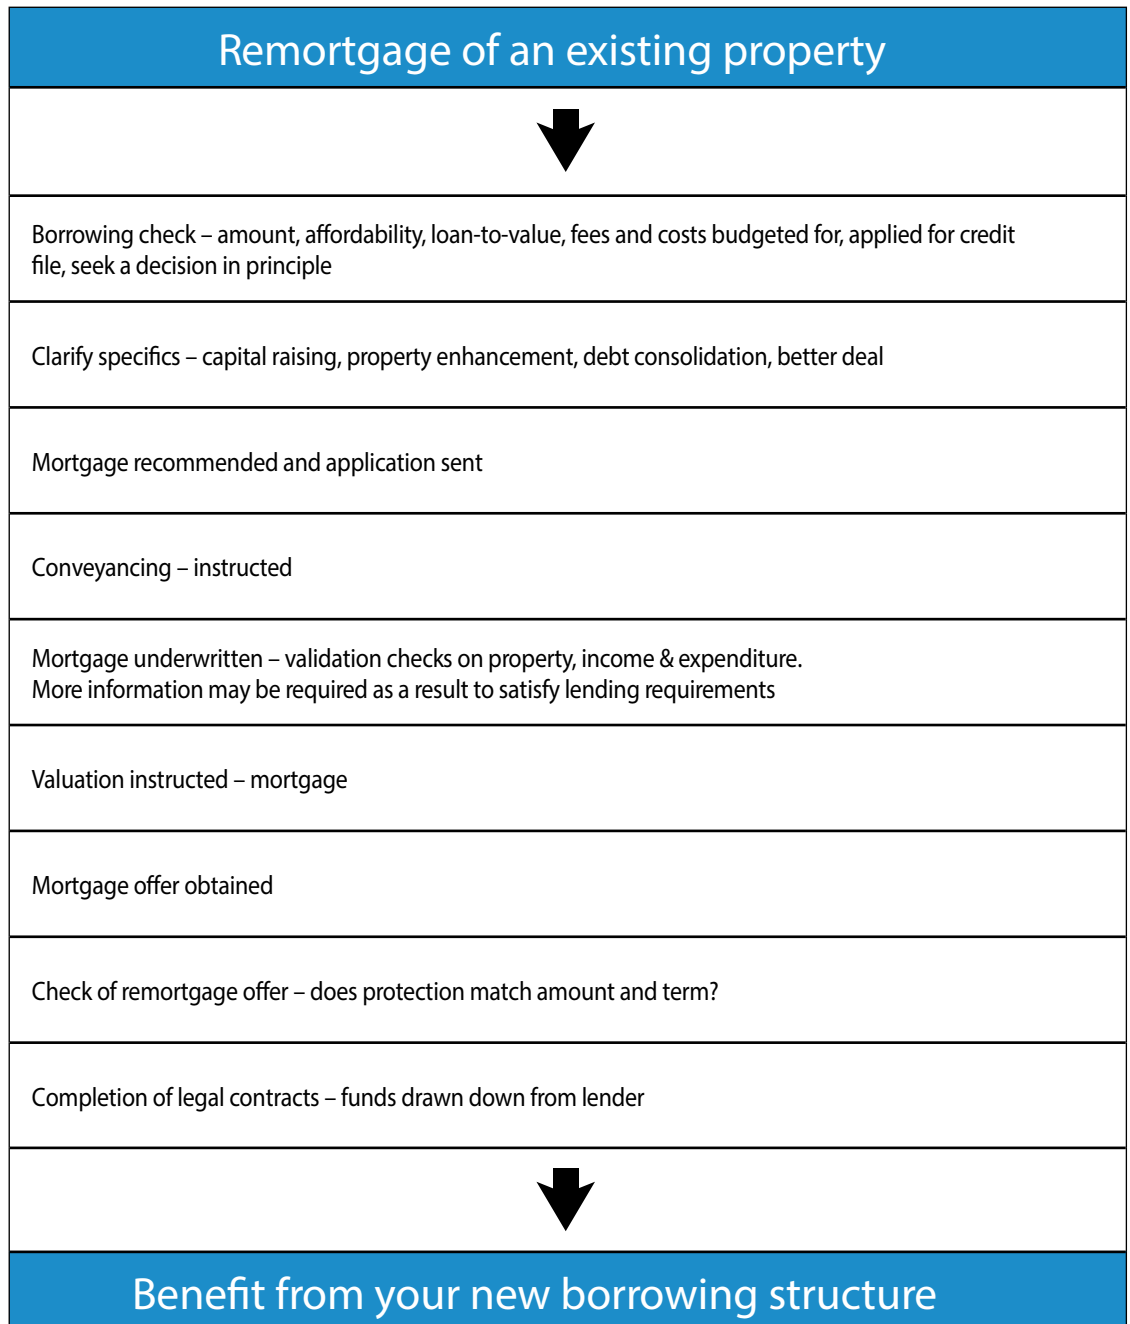 Remortgage of an existing property
Borrowing check – amount, affordability, loan-to-value, fees and costs budgeted for, applied for credit
file, seek a decision in principle
Clarify specifics – capital raising, property enhancement, debt consolidation, better deal
Mortgage recommended and application sent
Conveyancing – instructed
Mortgage underwritten – validation checks on property, income & expenditure.
More information may be required as a result to satisfy lending requirements
Valuation instructed – mortgage
Mortgage offer obtained
Check of remortgage offer – does protection match amount and term?
Completion of legal contracts – funds drawn down from lender
Benefit from your new borrowing structure